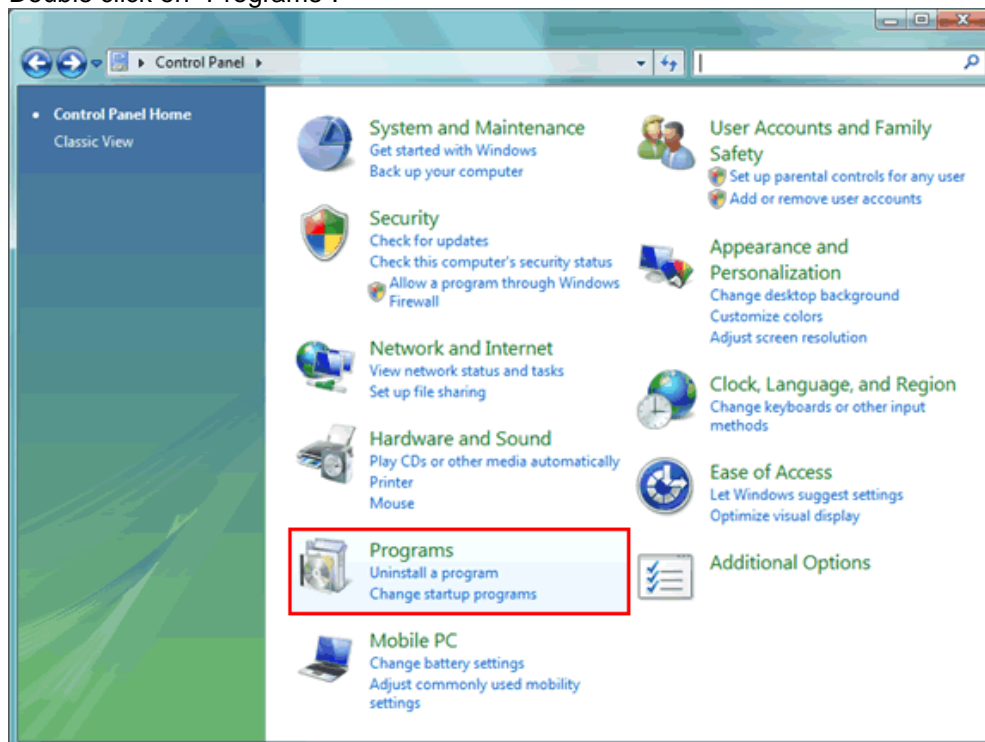 Double click on "Programs".
Control Panel
Control Panel Home
Classic View
System and Maintenance
Get started with Windows
Back up your computer
Security
Check for updates
Check this computer's security status
Allow a program through Windows
Firewall
Network and Internet
View network status and tasks
Set up file sharing
Hardware and Sound
Play CDs or other media automatically
Printer
Mouse
Programs
Uninstall a program
Change startup programs
Mobile PC
Change battery settings
Adjust commonly used mobility
settings
User Accounts and Family
Safety
Set up parental controls for any user
Add or remove user accounts
Appearance and
Personalization
Change desktop background
Customize colors
Adjust screen resolution
Clock, Language, and Region
Change keyboards or other input
methods
Ease of Access
Let Windows suggest settings
Optimize visual display
Additional Options